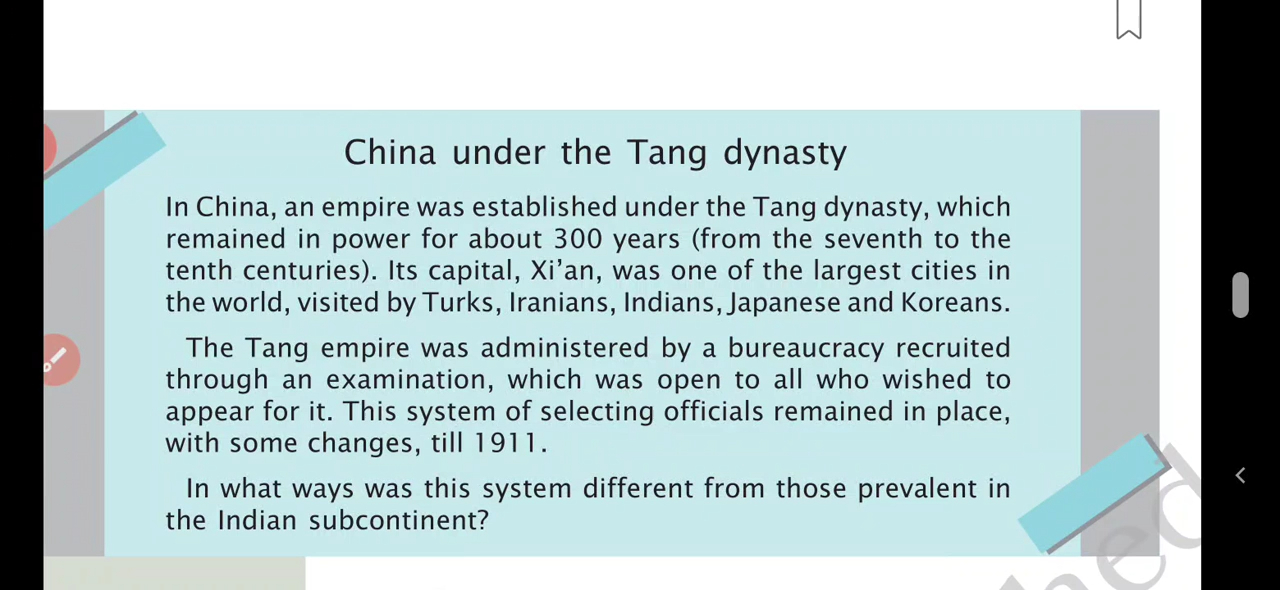 China under the Tang dynasty
In China, an empire was established under the Tang dynasty, which
remained in power for about 300 years (from the seventh to the
tenth centuries). Its capital, Xi’an, was one of the largest cities in
the world, visited by Turks, Iranians, Indians, Japanese and Koreans.
The Tang empire was administered by a bureaucracy recruited
through an examination, which was open to all who wished to
appear for it. This system of selecting officials remained in place,
with some changes, till 1911.
In what ways was this system different from those prevalent in
the Indian subcontinent?